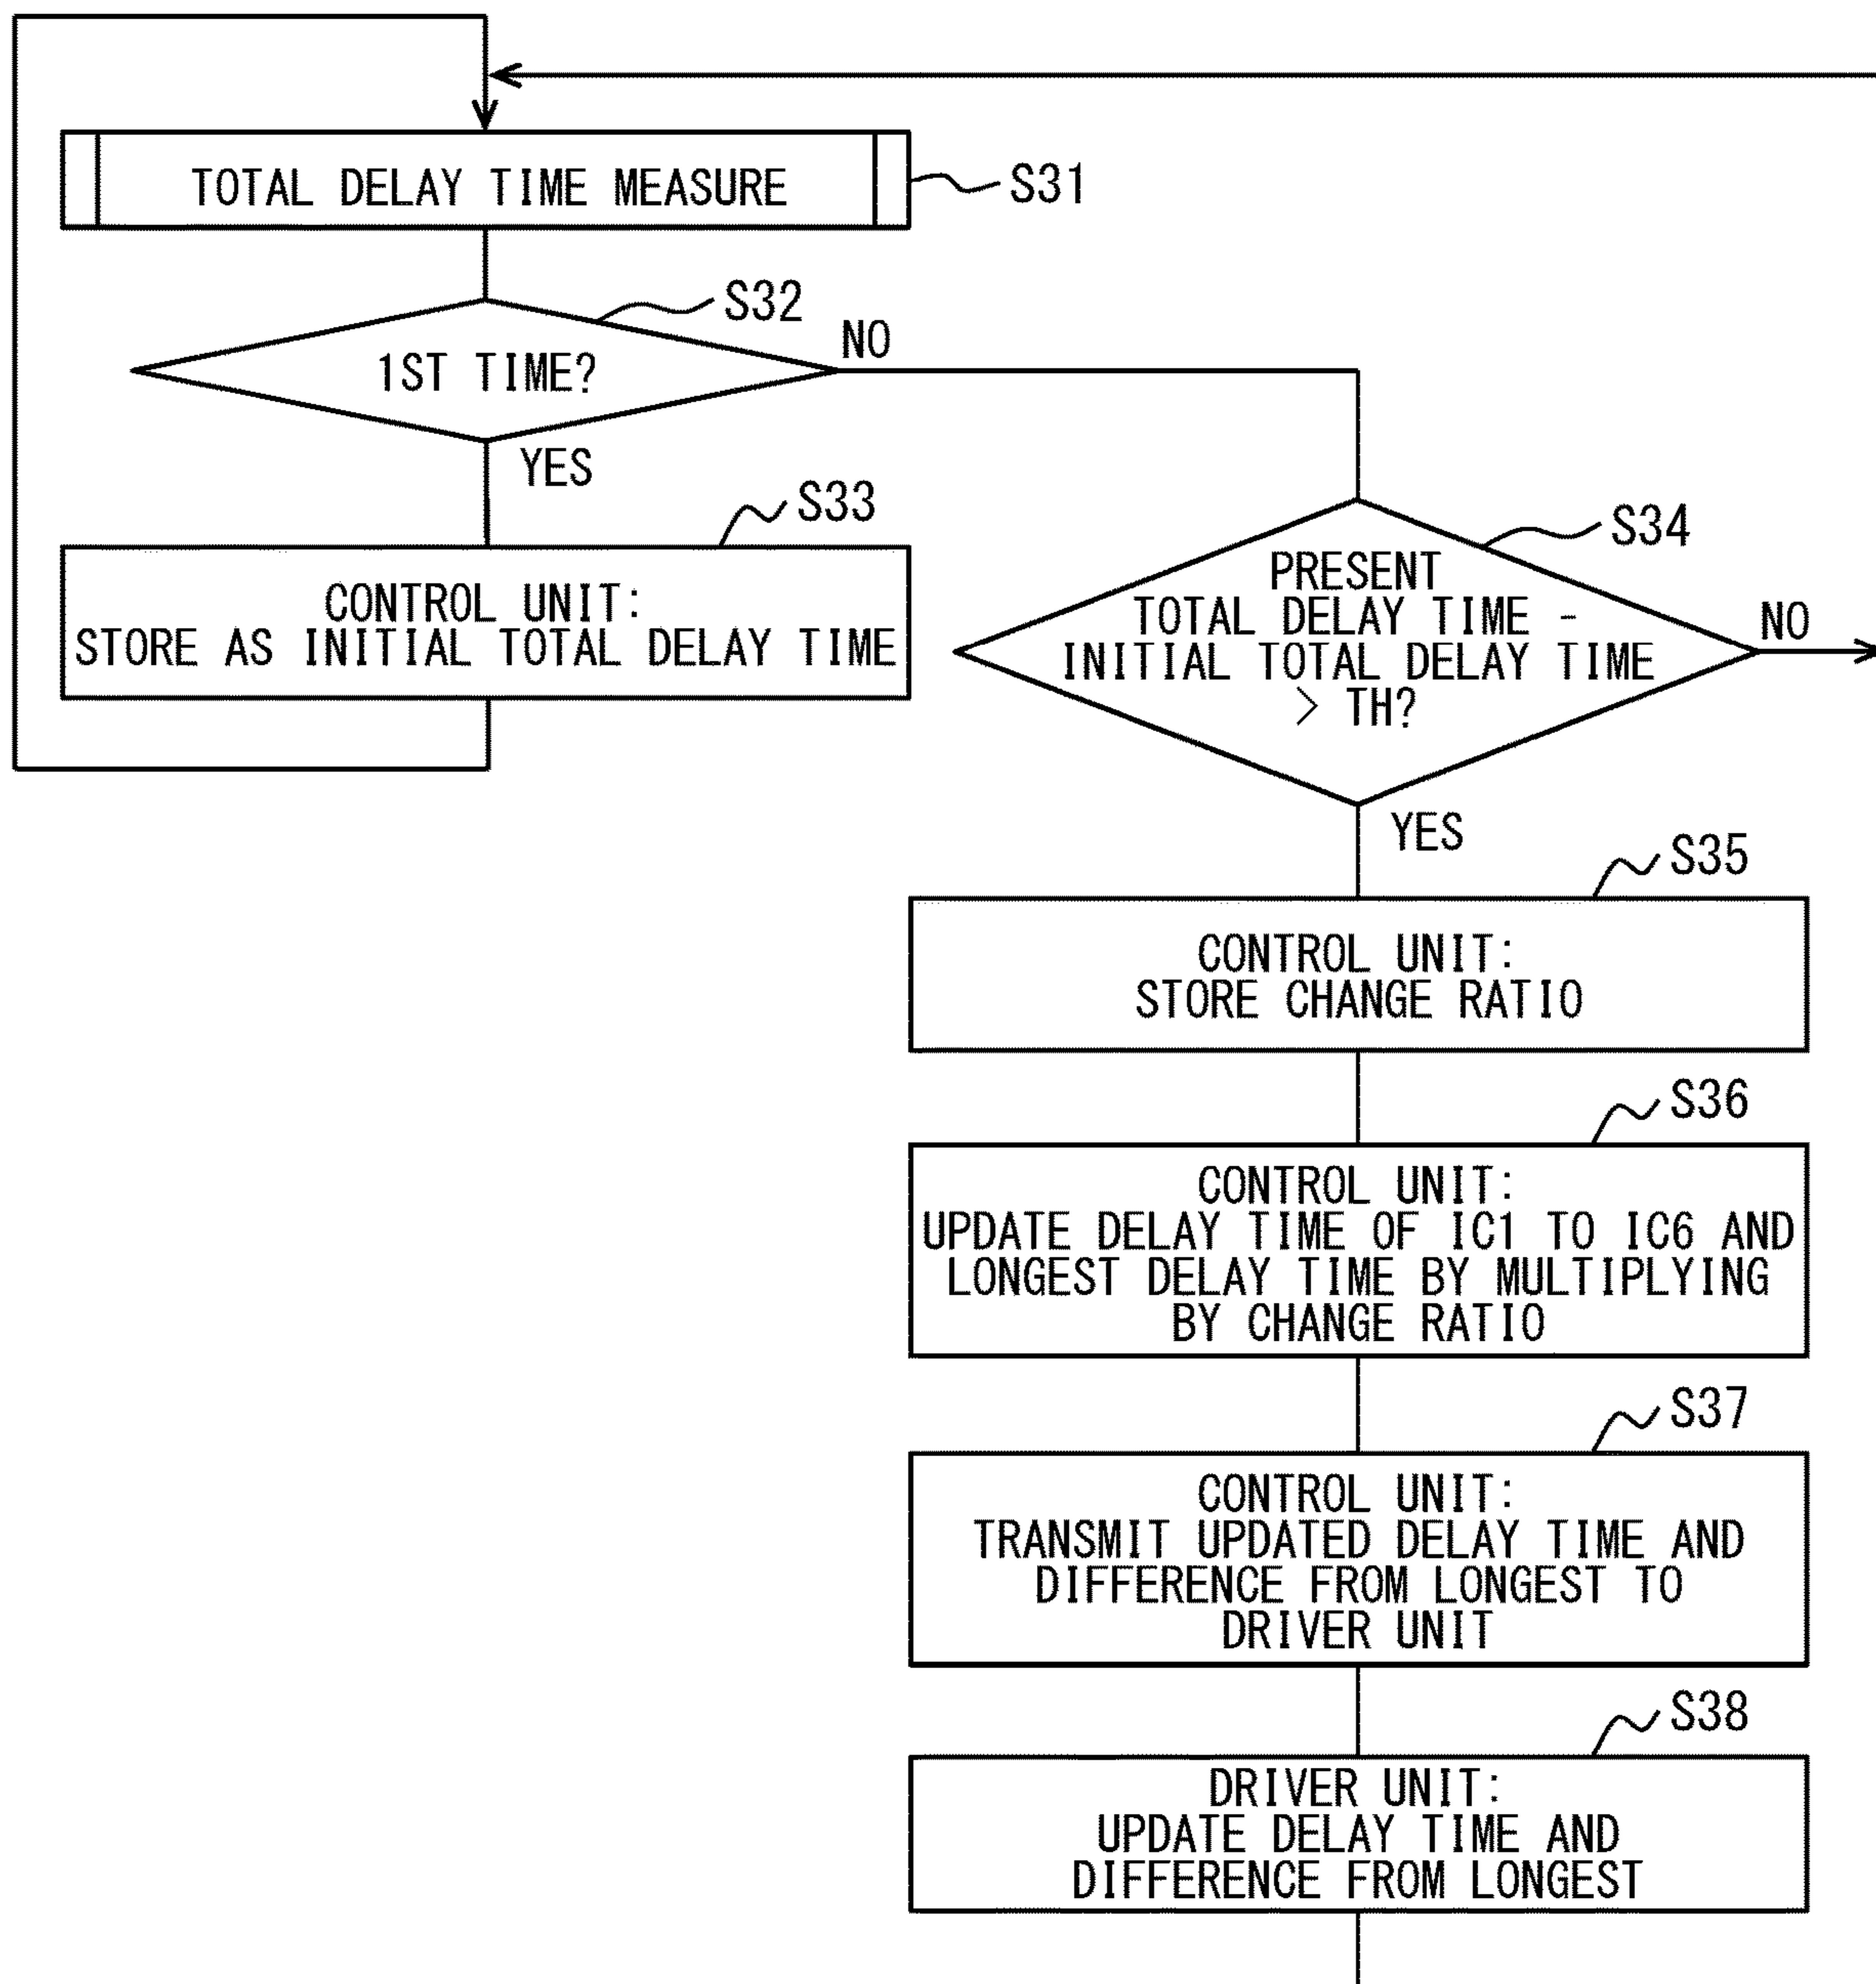 TOTAL DELAY TIME MEASURE
S31
S32
1ST TIME?
NO
YES
S33
CONTROL UNIT:
STORE AS INITIAL TOTAL DELAY TIME
S34
PRESENT
TOTAL DELAY TIME -
INITIAL TOTAL DELAY TIME
> TH?
NO
YES
S35
CONTROL UNIT:
STORE CHANGE RATIO
S36
CONTROL UNIT:
UPDATE DELAY TIME OF IC1 TO IC6 AND
LONGEST DELAY TIME BY MULTIPLYING
BY CHANGE RATIO
S37
CONTROL UNIT:
TRANSMIT UPDATED DELAY TIME AND
DIFFERENCE FROM LONGEST TO
DRIVER UNIT
S38
DRIVER UNIT:
UPDATE DELAY TIME AND
DIFFERENCE FROM LONGEST